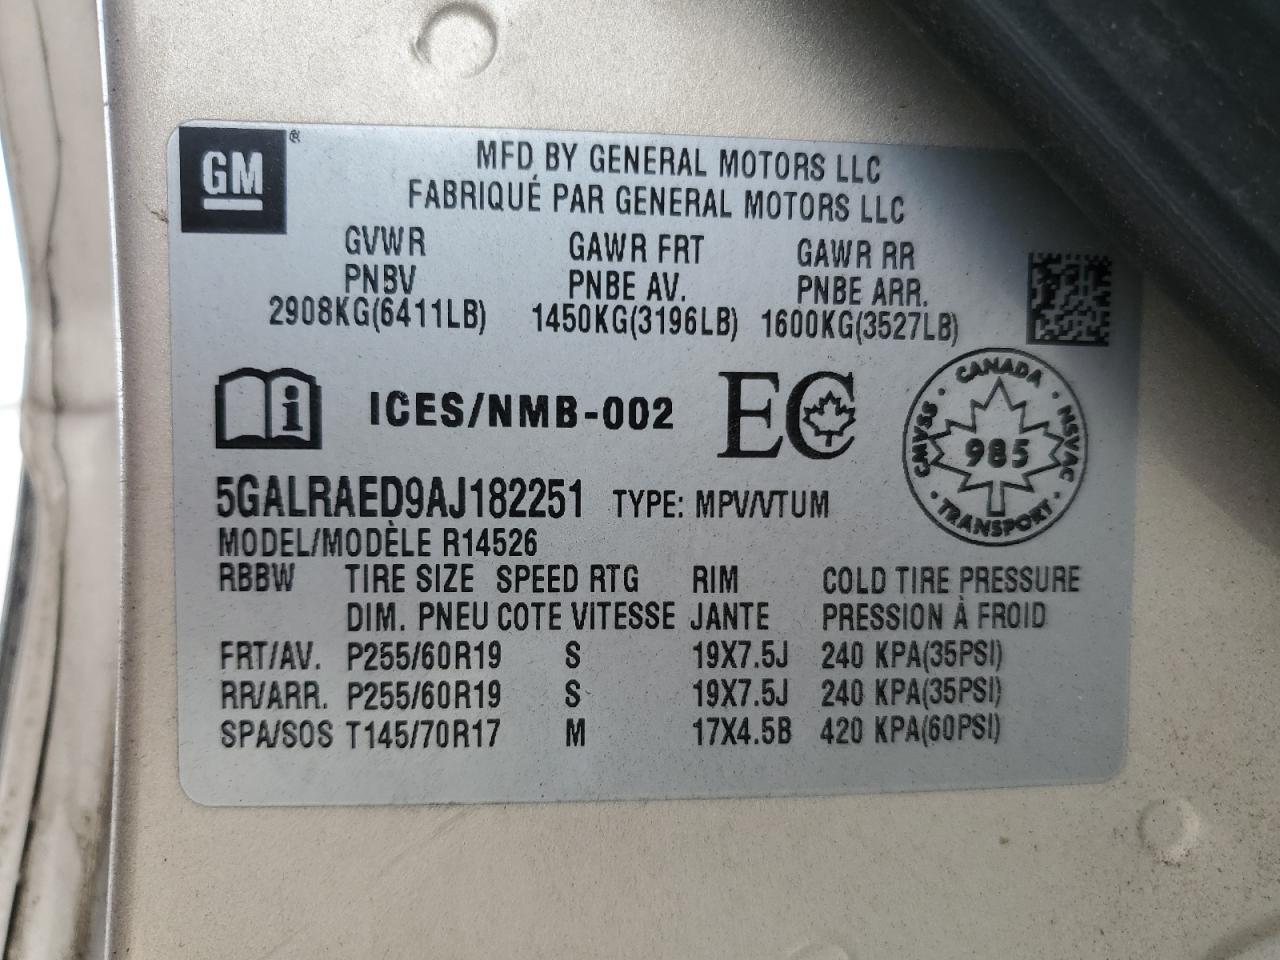 GM ®
MFD BY GENERAL MOTORS LLC
FABRIQUÉ PAR GENERAL MOTORS LLC
GVWR GAWR FRT GAWR RR
PNBV PNBE AV. PNBE ARR.
2908KG(6411LB) 1450KG(3196LB) 1600KG(3527LB)
i ICES/NMB-002 EC
CANADA
CMVSS 985 NSVAC
TRANSPORT
5GALRAED9AJ182251 TYPE: MPV/VTUM
MODEL/MODÈLE R14526
RBBW TIRE SIZE SPEED RTG RIM COLD TIRE PRESSURE
DIM. PNEU COTE VITESSE JANTE PRESSION À FROID
FRT/AV. P255/60R19 S 19X7.5J 240 KPA(35PSI)
RR/ARR. P255/60R19 S 19X7.5J 240 KPA(35PSI)
SPA/SOS T145/70R17 M 17X4.5B 420 KPA(60PSI)